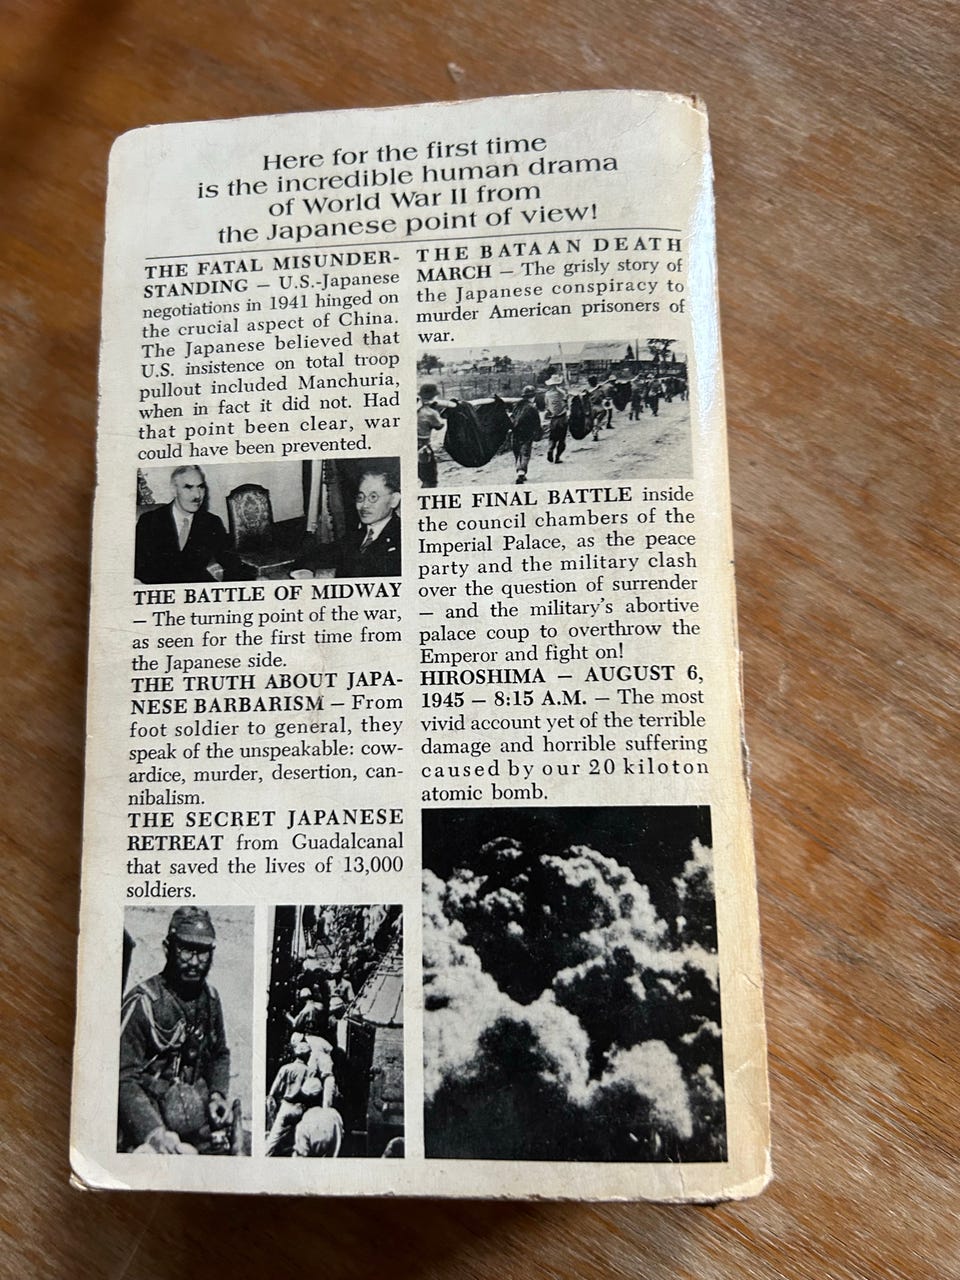 Here for the first time
is the incredible human drama
of World War II from
the Japanese point of view!
THE FATAL MISUNDER-
STANDING – U.S.-Japanese
negotiations in 1941 hinged on
the crucial aspect of China.
The Japanese believed that
U.S. insistence on total troop
pullout included Manchuria,
when in fact it did not. Had
that point been clear, war
could have been prevented.
THE BATTLE OF MIDWAY
– The turning point of the war,
as seen for the first time from
the Japanese side.
THE TRUTH ABOUT JAPA-
NESE BARBARISM – From
foot soldier to general, they
speak of the unspeakable: cow-
ardice, murder, desertion, can-
nibalism.
THE SECRET JAPANESE
RETREAT from Guadalcanal
that saved the lives of 13,000
soldiers.
THE BATAAN DEATH
MARCH – The grisly story of
the Japanese conspiracy to
murder American prisoners of
war.
THE FINAL BATTLE inside
the council chambers of the
Imperial Palace, as the peace
party and the military clash
over the question of surrender
– and the military's abortive
palace coup to overthrow the
Emperor and fight on!
HIROSHIMA – AUGUST 6,
1945 – 8:15 A.M. – The most
vivid account yet of the terrible
damage and horrible suffering
caused by our 20 kiloton
atomic bomb.